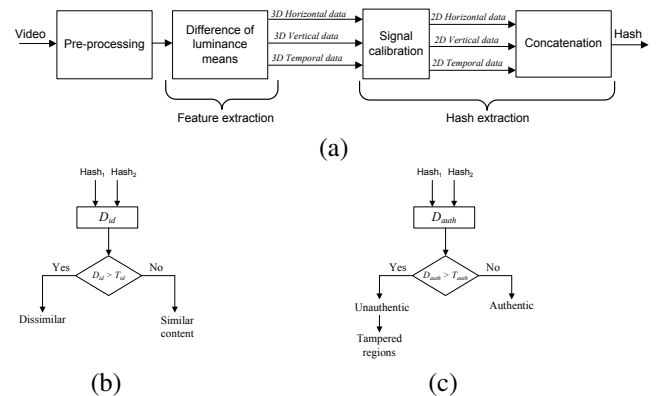 Video
Pre-processing
Difference of
luminance
means
3D Horizontal data
3D Vertical data
3D Temporal data
Signal
calibration
2D Horizontal data
2D Vertical data
2D Temporal data
Concatenation
Hash
Feature extraction
Hash extraction
(a)
Hash1 Hash2
Did
Did > Tid
Yes
No
Dissimilar
Similar
content
(b)
Hash1 Hash2
Dauth
Dauth > Tauth
Yes
No
Unauthentic
Authentic
Tampered
regions
(c)